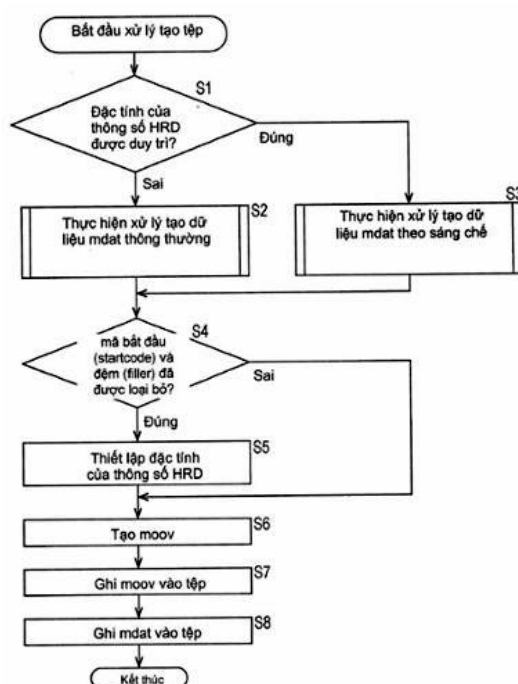 Bắt đầu xử lý tạo tệp
S1
Đặc tính của
thông số HRD
được duy trì?
Đúng
Sai
S2
Thực hiện xử lý tạo dữ
liệu mdat thông thường
S3
Thực hiện xử lý tạo dữ
liệu mdat theo sáng chế
S4
mã bắt đầu
(startcode) và
đệm (filler) đã
được loại bỏ?
Sai
Đúng
S5
Thiết lập đặc tính
của thông số HRD
S6
Tạo moov
S7
Ghi moov vào tệp
S8
Ghi mdat vào tệp
Kết thúc